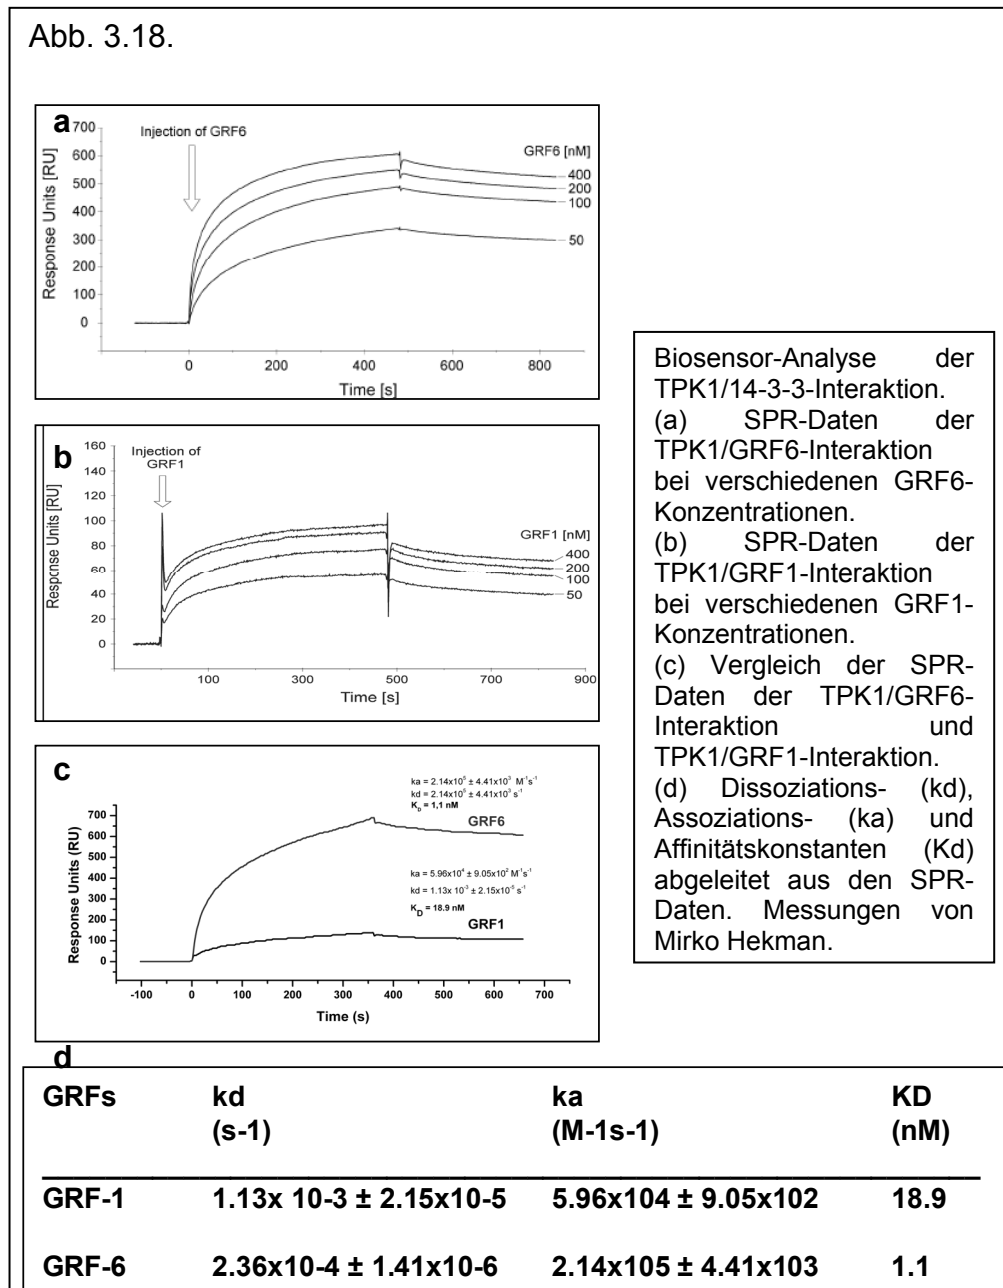 Abb. 3.18.
a
Injection of GRF6
GRF6 [nM]
Response Units [RU]
700
600
500
400
300
200
100
0
400
200
100
50
0
200
400
600
800
Time [s]
b
Injection of
GRF1
GRF1 [nM]
Response Units [RU]
160
140
120
100
80
60
40
20
0
400
200
100
50
100
300
500
700
900
Time [s]
c
ka = 2.14x10⁵ ± 4.41x10³ M⁻¹s⁻¹
kd = 2.14x10⁵ ± 4.41x10³ s⁻¹
K_D = 1,1 nM
GRF6
ka = 5.96x10⁴ ± 9.05x10² M⁻¹s⁻¹
kd = 1.13x10⁻³ ± 2.15x10⁻⁵ s⁻¹
K_D = 18.9 nM
GRF1
Response Units (RU)
700
600
500
400
300
200
100
0
-100
0
100
200
300
400
500
600
700
Time (s)
Biosensor-Analyse der
TPK1/14-3-3-Interaktion.
(a) SPR-Daten der
TPK1/GRF6-Interaktion
bei verschiedenen GRF6-
Konzentrationen.
(b) SPR-Daten der
TPK1/GRF1-Interaktion
bei verschiedenen GRF1-
Konzentrationen.
(c) Vergleich der SPR-
Daten der TPK1/GRF6-
Interaktion und
TPK1/GRF1-Interaktion.
(d) Dissoziations- (kd),
Assoziations- (ka) und
Affinitätskonstanten (Kd)
abgeleitet aus den SPR-
Daten. Messungen von
Mirko Hekman.
d
GRFs kd ka KD
(s-1) (M-1s-1) (nM)
GRF-1 1.13x 10-3 ± 2.15x10-5 5.96x104 ± 9.05x102 18.9
GRF-6 2.36x10-4 ± 1.41x10-6 2.14x105 ± 4.41x103 1.1